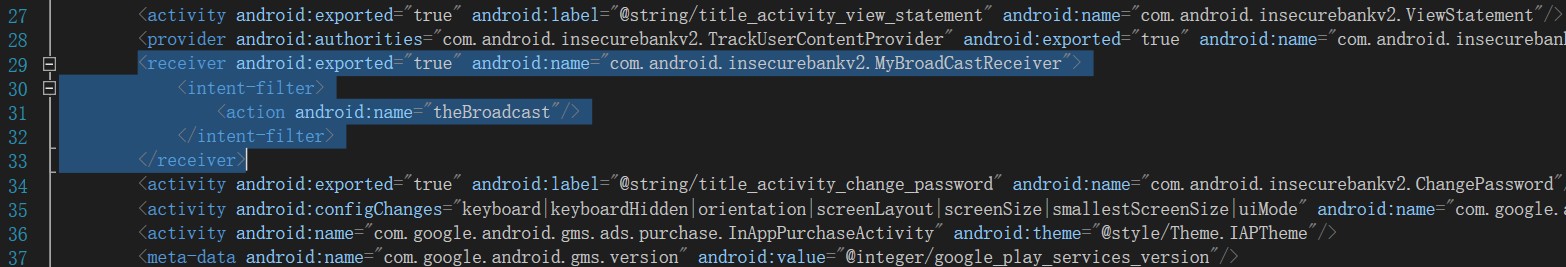 27 <activity android:exported="true" android:label="@string/title_activity_view_statement" android:name="com.android.insecurebankv2.ViewStatement"/>
28 <provider android:authorities="com.android.insecurebankv2.TrackUserContentProvider" android:exported="true" android:name="com.android.insecureban
29 <receiver android:exported="true" android:name="com.android.insecurebankv2.MyBroadCastReceiver">
30 <intent-filter>
31 <action android:name="theBroadcast"/>
32 </intent-filter>
33 </receiver>
34 <activity android:exported="true" android:label="@string/title_activity_change_password" android:name="com.android.insecurebankv2.ChangePassword"
35 <activity android:configChanges="keyboard|keyboardHidden|orientation|screenLayout|screenSize|smallestScreenSize|uiMode" android:name="com.google.
36 <activity android:name="com.google.android.gms.ads.purchase.InAppPurchaseActivity" android:theme="@style/Theme.IAPTheme"/>
37 <meta-data android:name="com.google.android.gms.version" android:value="@integer/google_play_services_version"/>